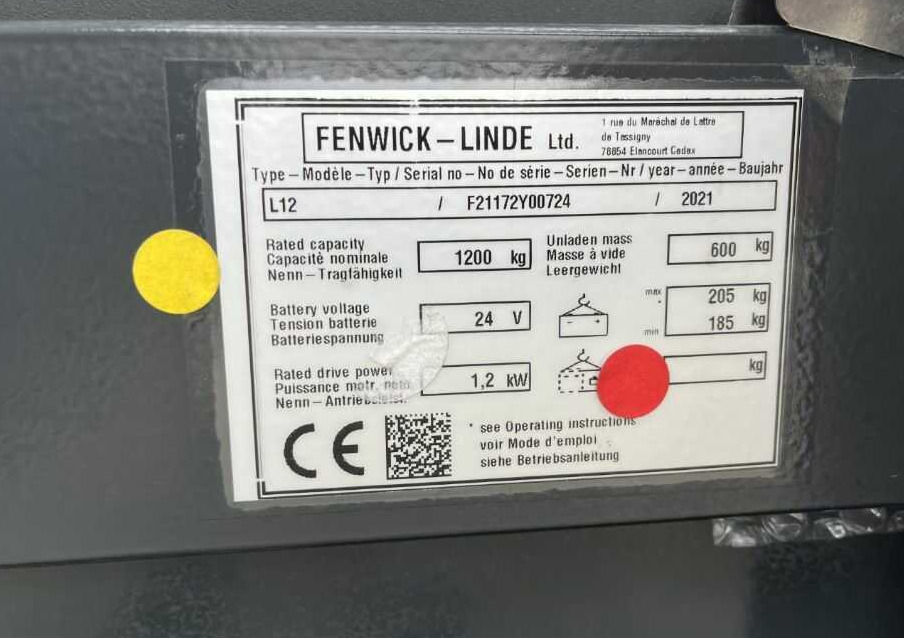 FENWICK–LINDE Ltd.
1 rue du Maréchal de Lattre
de Tassigny
78854 Elancourt Cedex
Type – Modèle – Typ / Serial no – No de série – Serien – Nr / year – année – Baujahr
L12 / F21172Y00724 / 2021
Rated capacity
Capacité nominale
Nenn – Tragfähigkeit
1200 kg
Unladen mass
Masse à vide
Leergewicht
600 kg
Battery voltage
Tension batterie
Batteriespannung
24 V
max 205 kg
min 185 kg
Rated drive power
Puissance motr. nom
Nenn – Antriebsleist.
1,2 kW
kg
CE
* see Operating instructions
voir Mode d'emploi
siehe Betriebsanleitung